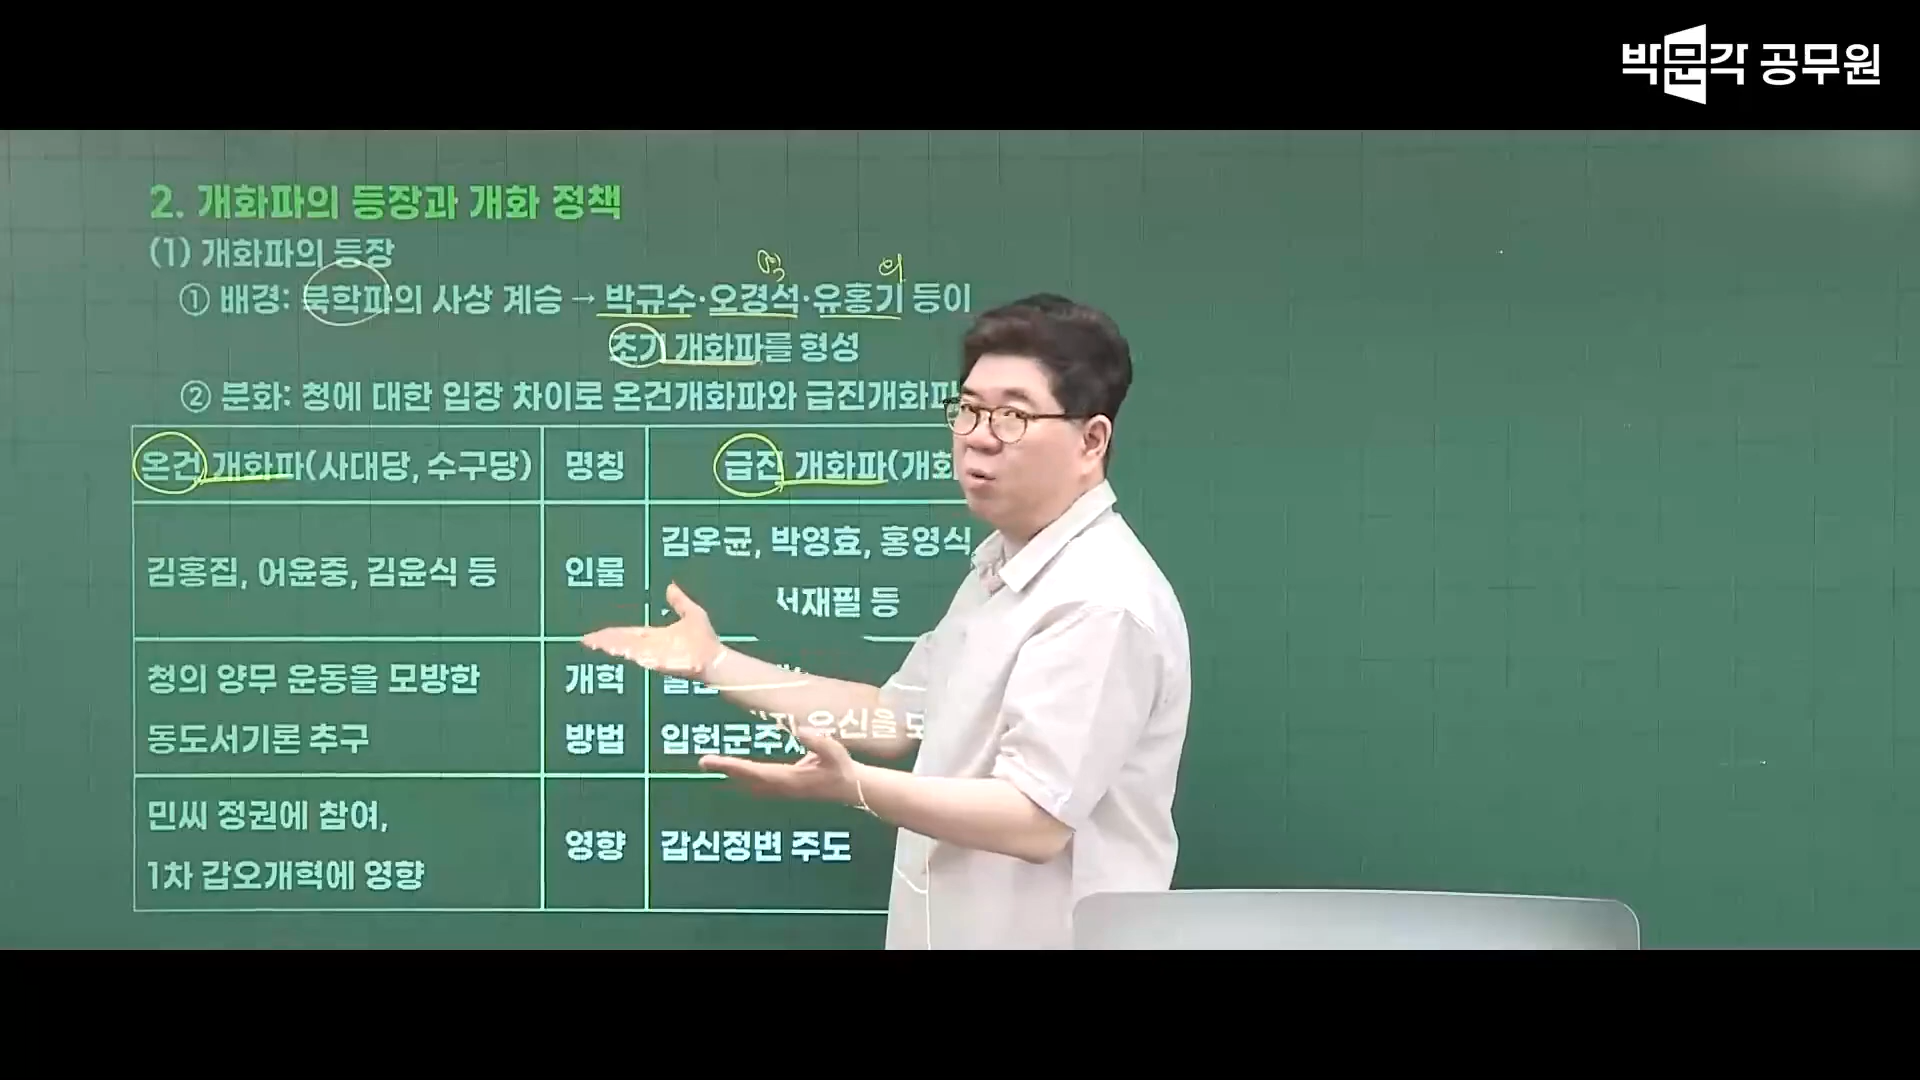 박문각 공무원
2. 개화파의 등장과 개화 정책
(1) 개화파의 등장
역 의
① 배경: 북학파의 사상 계승 → 박규수·오경석·유홍기 등이
초기 개화파를 형성
② 분화: 청에 대한 입장 차이로 온건개화파와 급진개화파
온건 개화파(사대당, 수구당) 명칭 급진 개화파(개화
김홍집, 어윤중, 김윤식 등 인물 김옥균, 박영효, 홍영식,
서재필 등
청의 양무 운동을 모방한 개혁
유신을
동도서기론 추구 방법 입헌군주
민씨 정권에 참여,
영향 갑신정변 주도
1차 갑오개혁에 영향